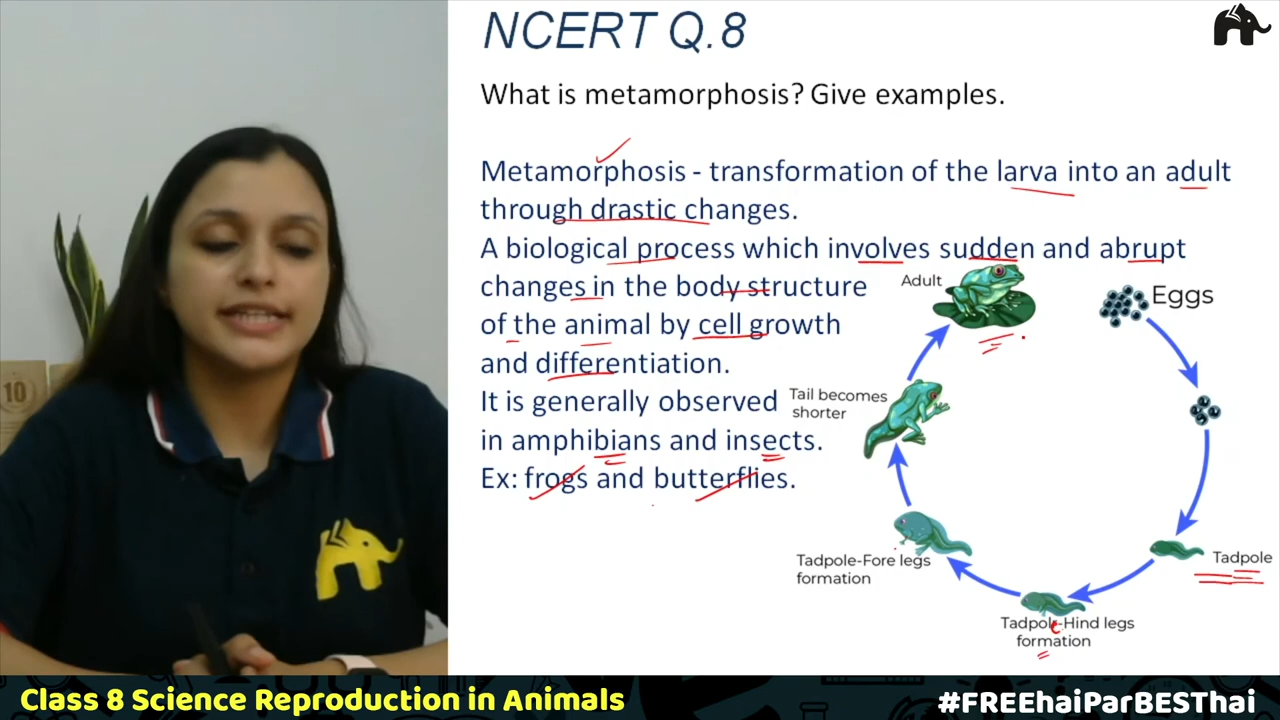 NCERT Q.8
What is metamorphosis? Give examples.
Metamorphosis - transformation of the larva into an adult
through drastic changes.
A biological process which involves sudden and abrupt
changes in the body structure
of the animal by cell growth
and differentiation.
It is generally observed
in amphibians and insects.
Ex: frogs and butterflies.
Adult
Eggs
Tail becomes
shorter
Tadpole-Fore legs
formation
Tadpole
Tadpole-Hind legs
formation
10
Class 8 Science Reproduction in Animals
#FREEhaiParBESThai